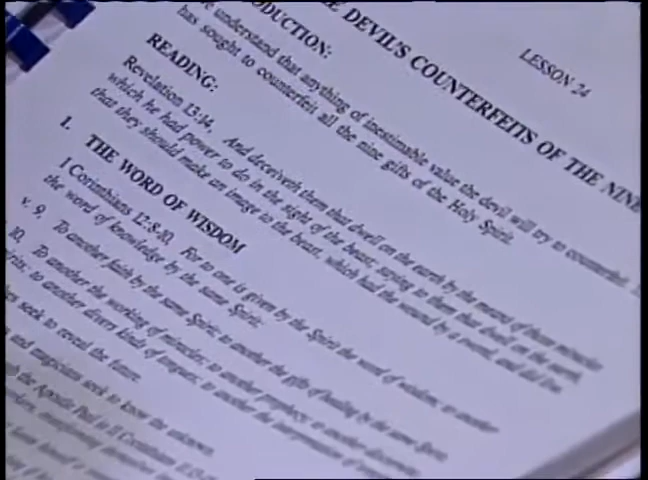 LESSON 24
THE DEVIL'S COUNTERFEITS OF THE NINE
INTRODUCTION:
understand that anything of inestimable value the devil will try to counterfeit.
has sought to counterfeit all the nine gifts of the Holy Spirit.
READING:
Revelation 13:14, And deceiveth them that dwell on the earth by the means of those miracles
which he had power to do in the sight of the beast; saying to them that dwell on the earth,
that they should make an image to the beast, which had the wound by a sword, and did live.
I. THE WORD OF WISDOM
1 Corinthians 12:8-10, For to one is given by the Spirit the word of wisdom; to another
the word of knowledge by the same Spirit;
v. 9, To another faith by the same Spirit; to another the gifts of healing by the same Spirit;
10, To another the working of miracles; to another prophecy; to another discerning
spirits; to another divers kinds of tongues; to another the interpretation of
seek to reveal the future.
and magicians seek to know the unknown.
the Apostle Paul in II Corinthians